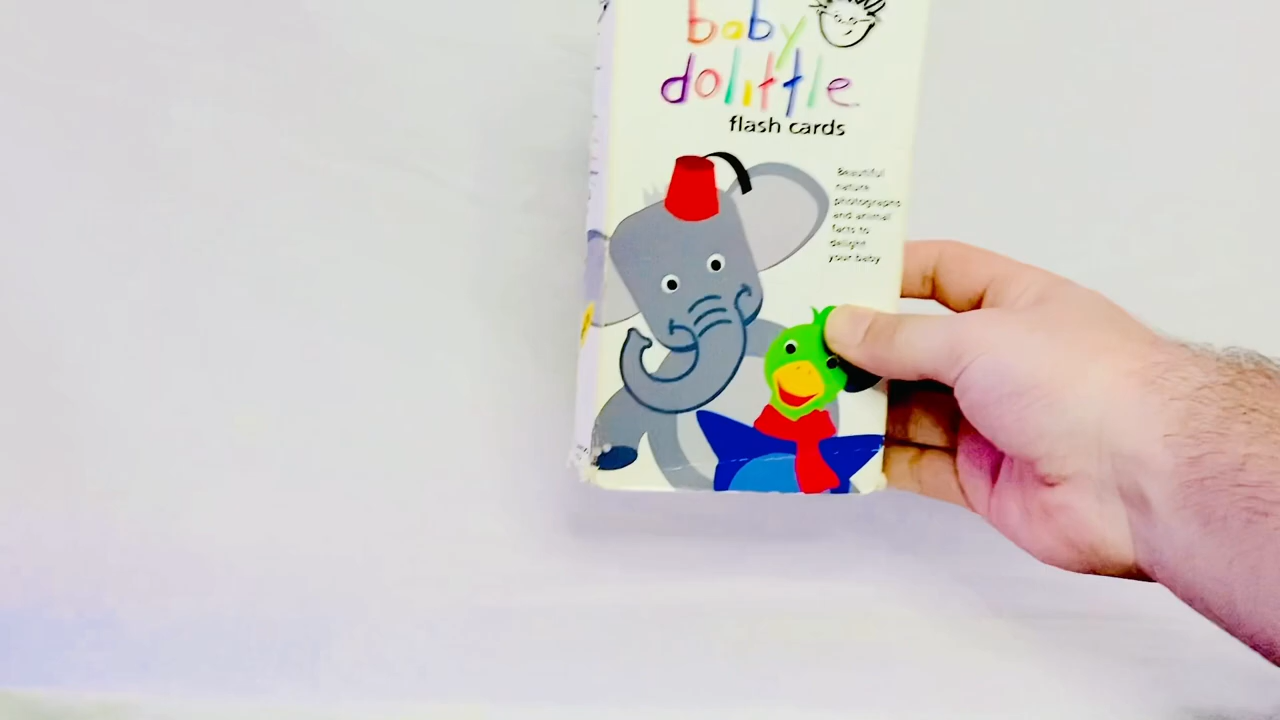 baby
dolittle
flash cards
Beautiful
nature
photographs
and animal
facts to
delight
your baby